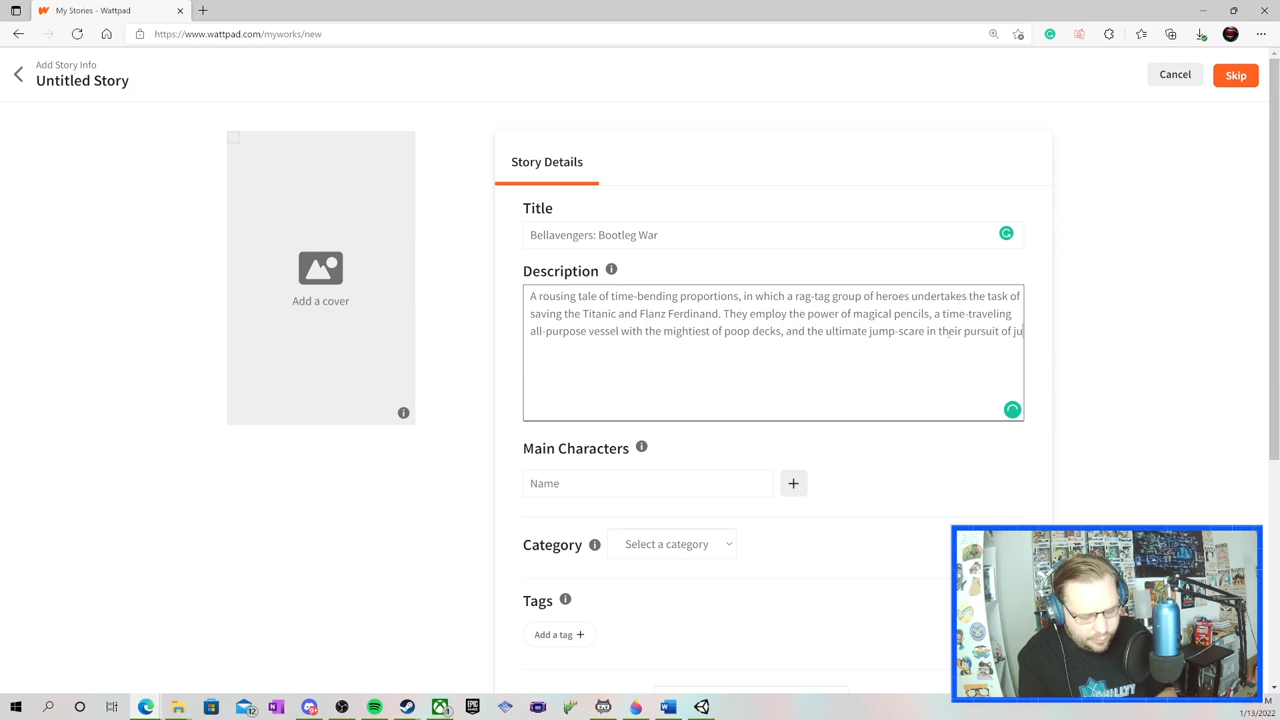 My Stories - Wattpad
https://www.wattpad.com/myworks/new
Add Story Info
Untitled Story
Cancel
Skip
Add a cover
Story Details
Title
Bellavengers: Bootleg War
Description
A rousing tale of time-bending proportions, in which a rag-tag group of heroes undertakes the task of
saving the Titanic and Flanz Ferdinand. They employ the power of magical pencils, a time-traveling
all-purpose vessel with the mightiest of poop decks, and the ultimate jump-scare in their pursuit of ju
Main Characters
Name
Category
Select a category
Tags
Add a tag +
12
EPIC
M
1/13/2022